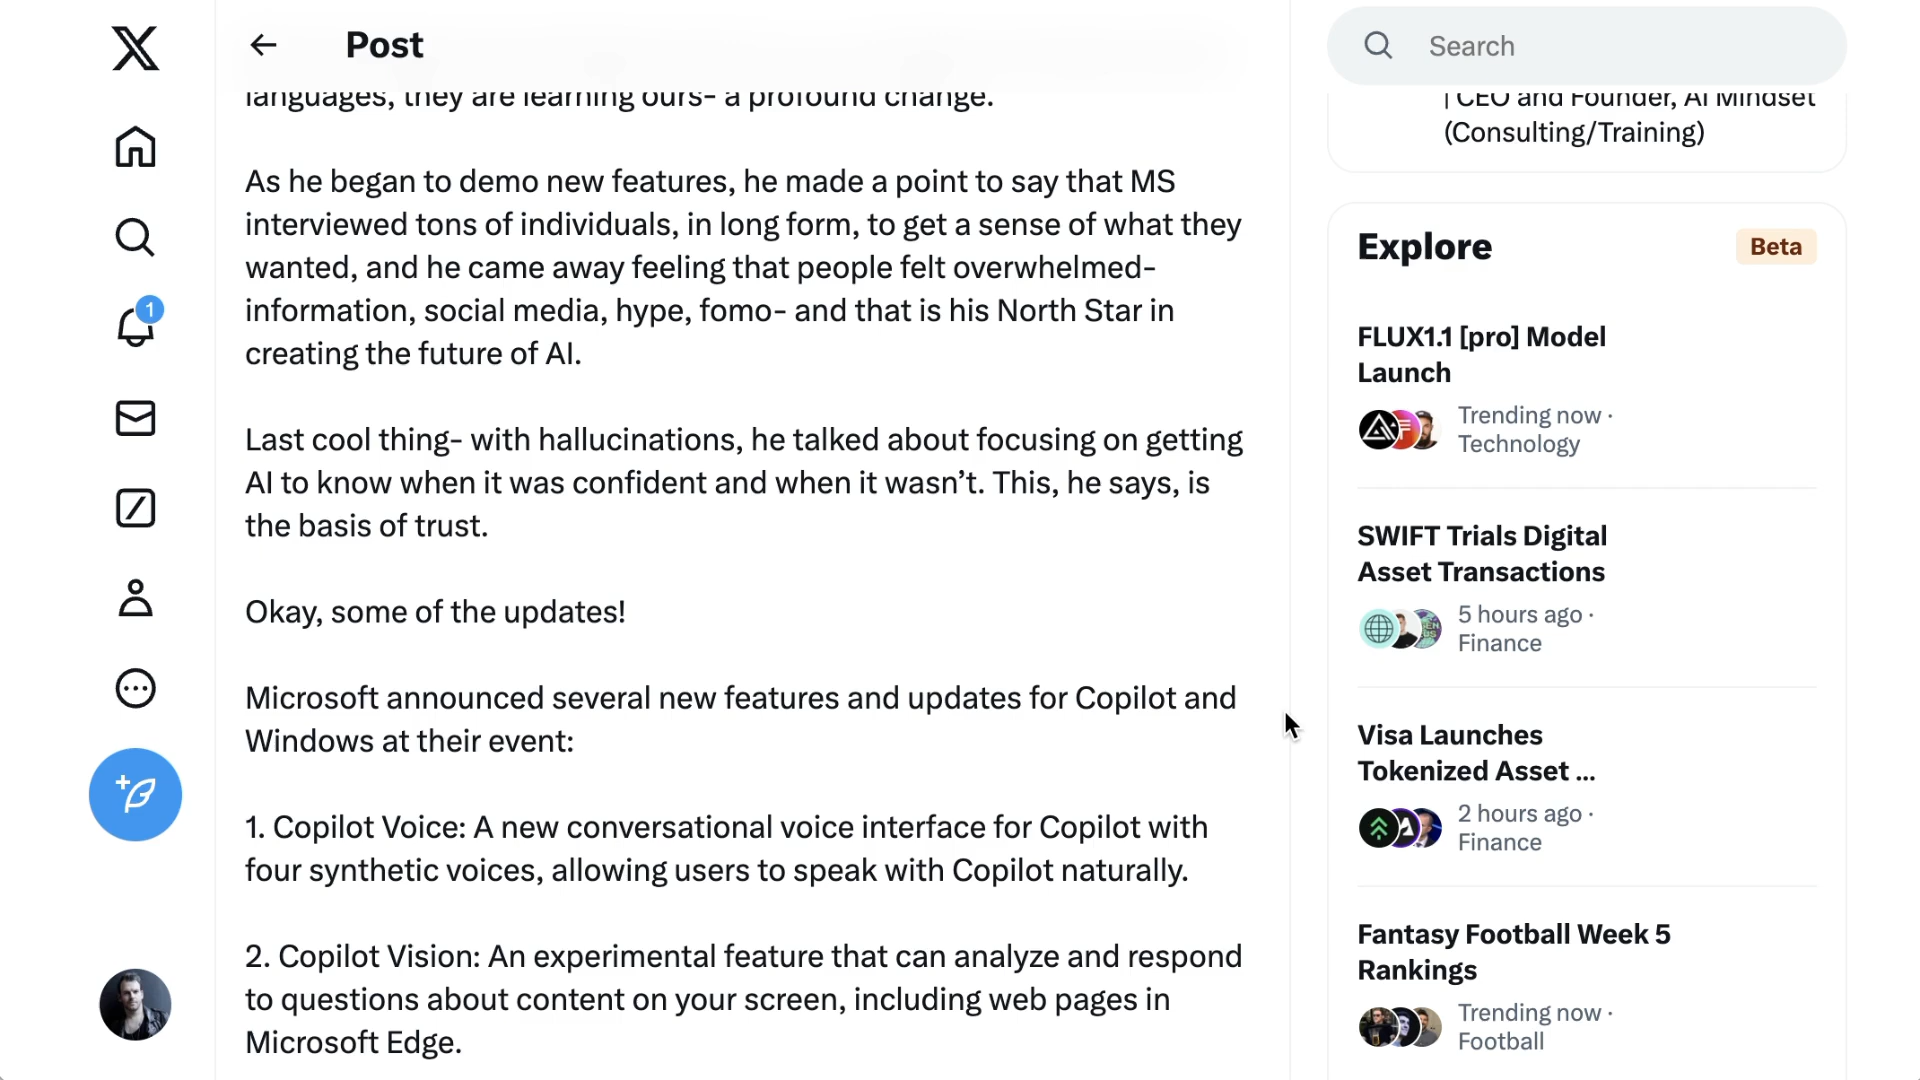 Post
languages, they are learning ours- a profound change.
As he began to demo new features, he made a point to say that MS
interviewed tons of individuals, in long form, to get a sense of what they
wanted, and he came away feeling that people felt overwhelmed-
information, social media, hype, fomo- and that is his North Star in
creating the future of AI.
Last cool thing- with hallucinations, he talked about focusing on getting
AI to know when it was confident and when it wasn’t. This, he says, is
the basis of trust.
Okay, some of the updates!
Microsoft announced several new features and updates for Copilot and
Windows at their event:
1. Copilot Voice: A new conversational voice interface for Copilot with
four synthetic voices, allowing users to speak with Copilot naturally.
2. Copilot Vision: An experimental feature that can analyze and respond
to questions about content on your screen, including web pages in
Microsoft Edge.
1
Search
| CEO and Founder, AI Mindset
(Consulting/Training)
Explore
Beta
FLUX1.1 [pro] Model
Launch
Trending now ·
Technology
SWIFT Trials Digital
Asset Transactions
5 hours ago ·
Finance
Visa Launches
Tokenized Asset ...
2 hours ago ·
Finance
Fantasy Football Week 5
Rankings
Trending now ·
Football